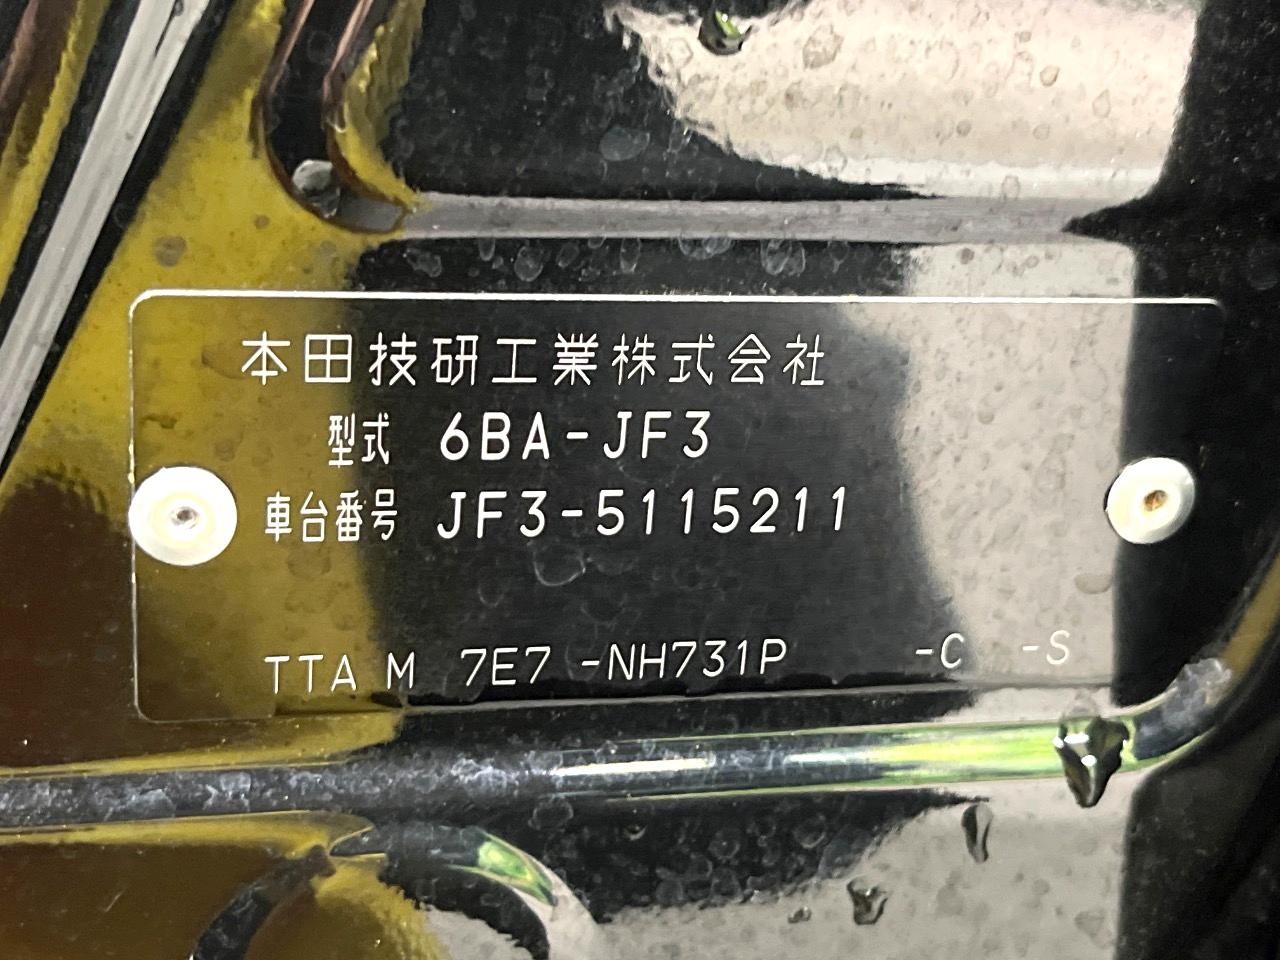 本田技研工業株式会社
型式 6BA-JF3
車台番号 JF3-5115211
TTA M 7E7 -NH731P -C -S